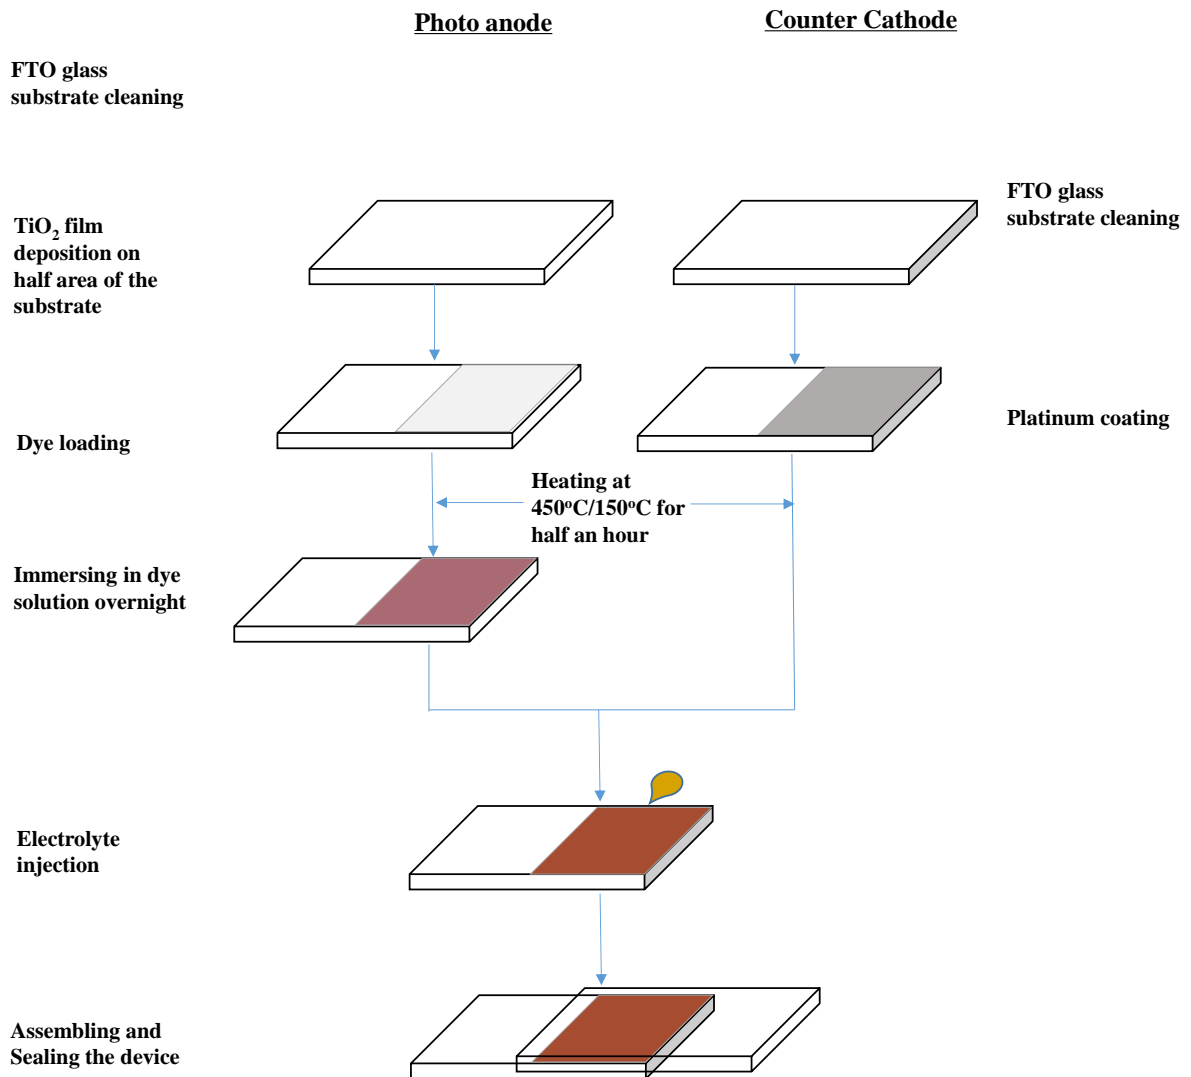 Photo anode
Counter Cathode
FTO glass
substrate cleaning
FTO glass
substrate cleaning
TiO₂ film
deposition on
half area of the
substrate
Dye loading
Platinum coating
Heating at
450ºC/150ºC for
half an hour
Immersing in dye
solution overnight
Electrolyte
injection
Assembling and
Sealing the device